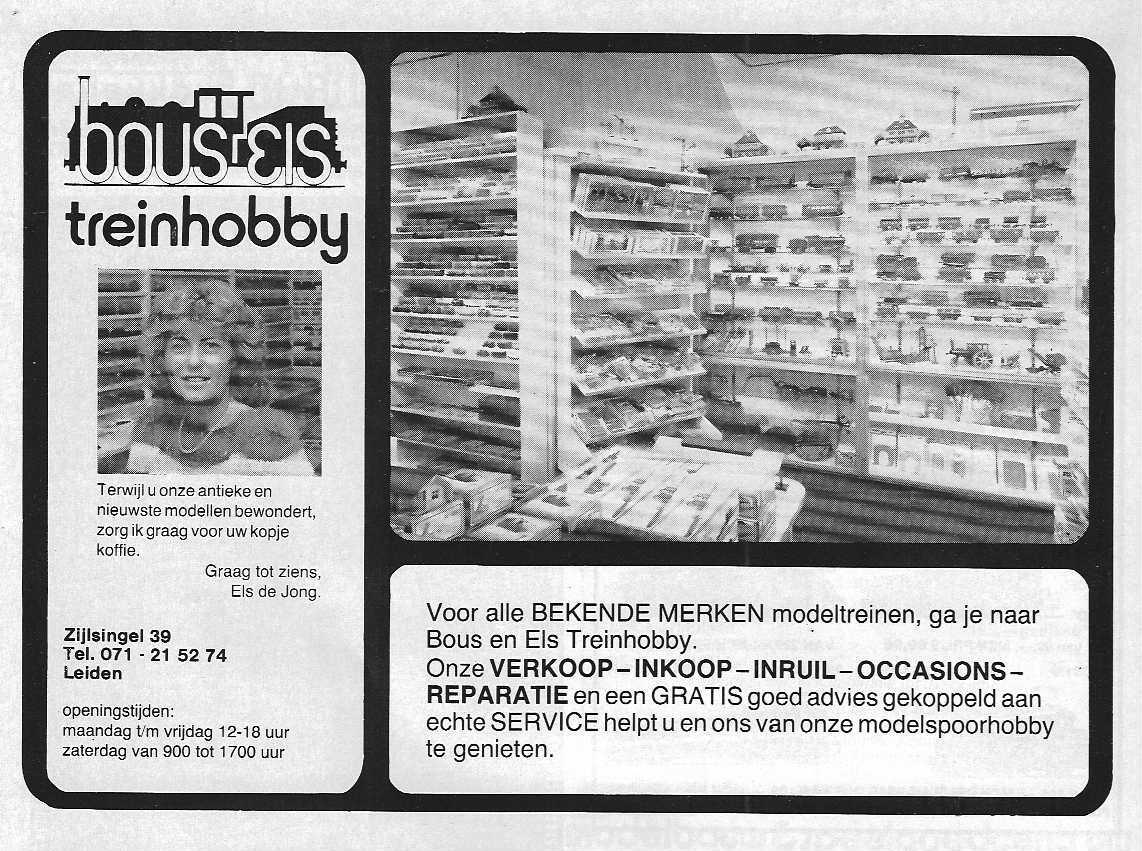 bous els
treinhobby
Terwijl u onze antieke en
nieuwste modellen bewondert,
zorg ik graag voor uw kopje
koffie.
Graag tot ziens,
Els de Jong.
Zijlsingel 39
Tel. 071 - 21 52 74
Leiden
openingstijden:
maandag t/m vrijdag 12-18 uur
zaterdag van 900 tot 1700 uur
Voor alle BEKENDE MERKEN modeltreinen, ga je naar
Bous en Els Treinhobby.
Onze VERKOOP – INKOOP – INRUIL – OCCASIONS –
REPARATIE en een GRATIS goed advies gekoppeld aan
echte SERVICE helpt u en ons van onze modelspoorhobby
te genieten.